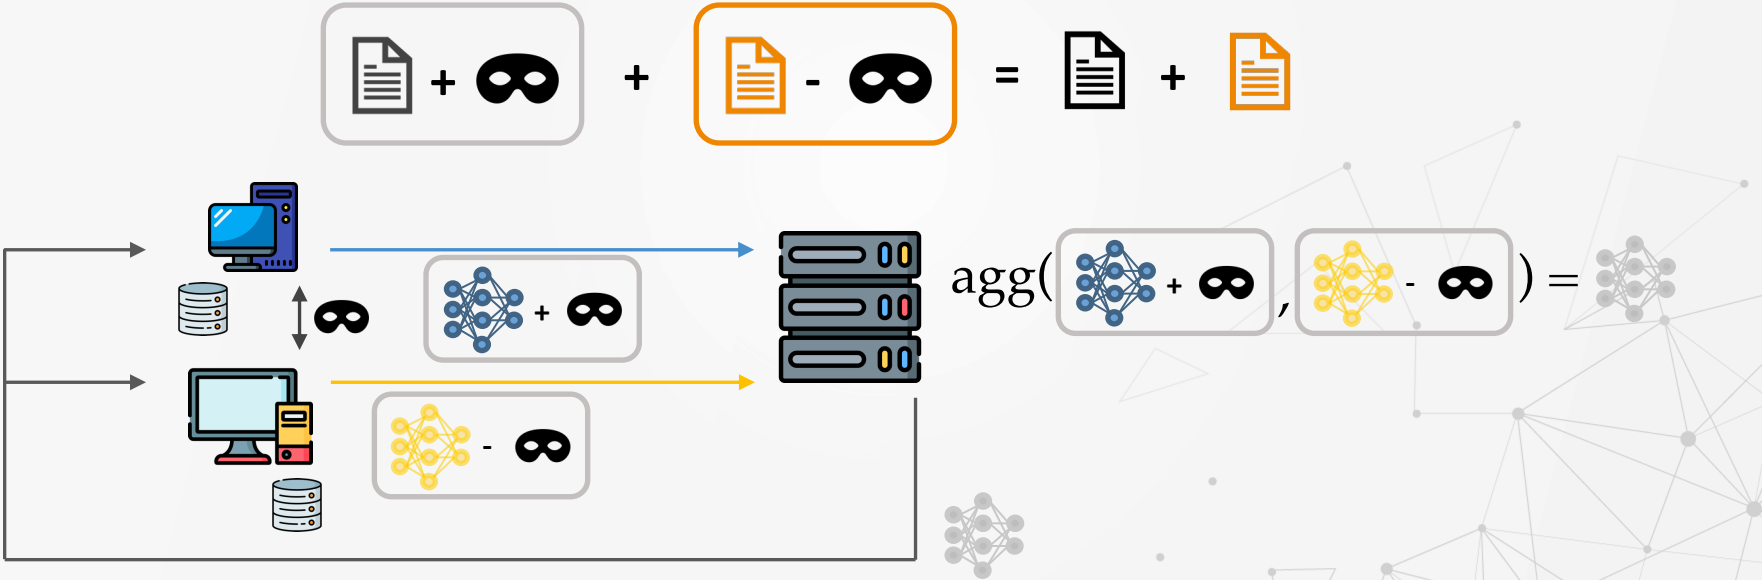 + + - = +
agg( + , - ) =
+
-